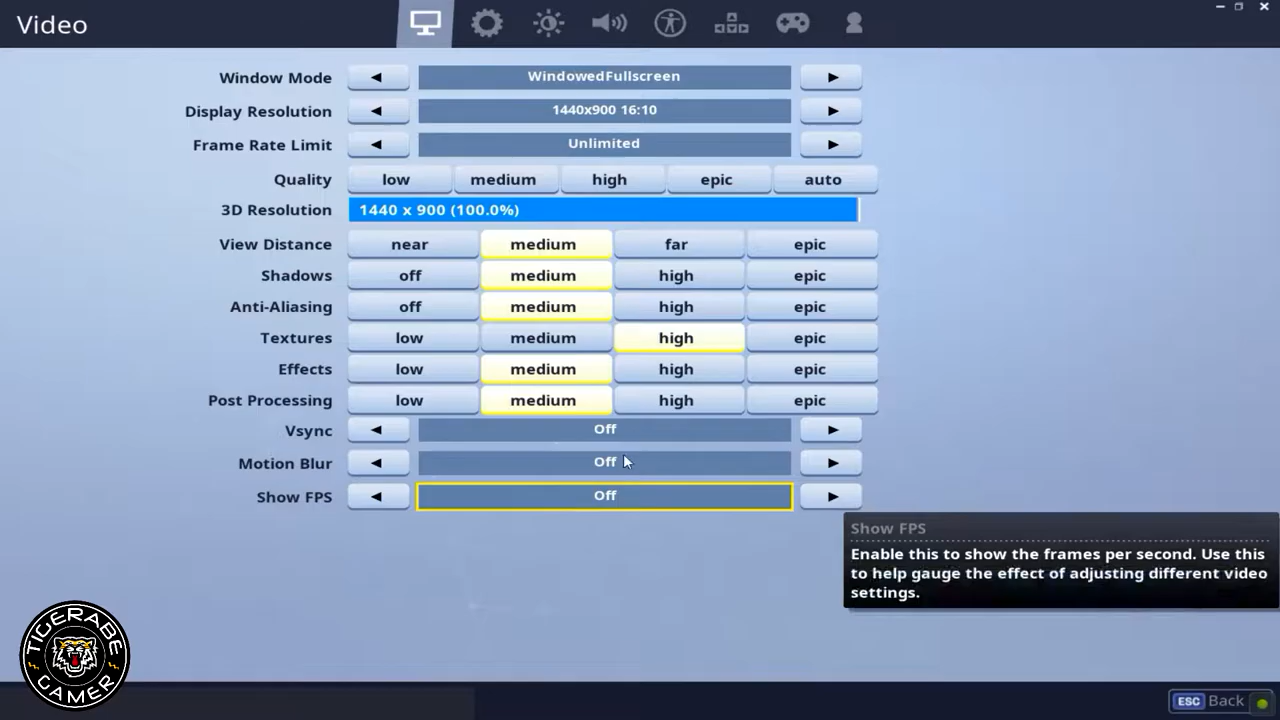 Video
Window Mode ◄ WindowedFullscreen ►
Display Resolution ◄ 1440x900 16:10 ►
Frame Rate Limit ◄ Unlimited ►
Quality low medium high epic auto
3D Resolution 1440 x 900 (100.0%)
View Distance near medium far epic
Shadows off medium high epic
Anti-Aliasing off medium high epic
Textures low medium high epic
Effects low medium high epic
Post Processing low medium high epic
Vsync ◄ Off ►
Motion Blur ◄ Off ►
Show FPS ◄ Off ►
Show FPS
Enable this to show the frames per second. Use this
to help gauge the effect of adjusting different video
settings.
TIGERABE
GAMER
ESC Back